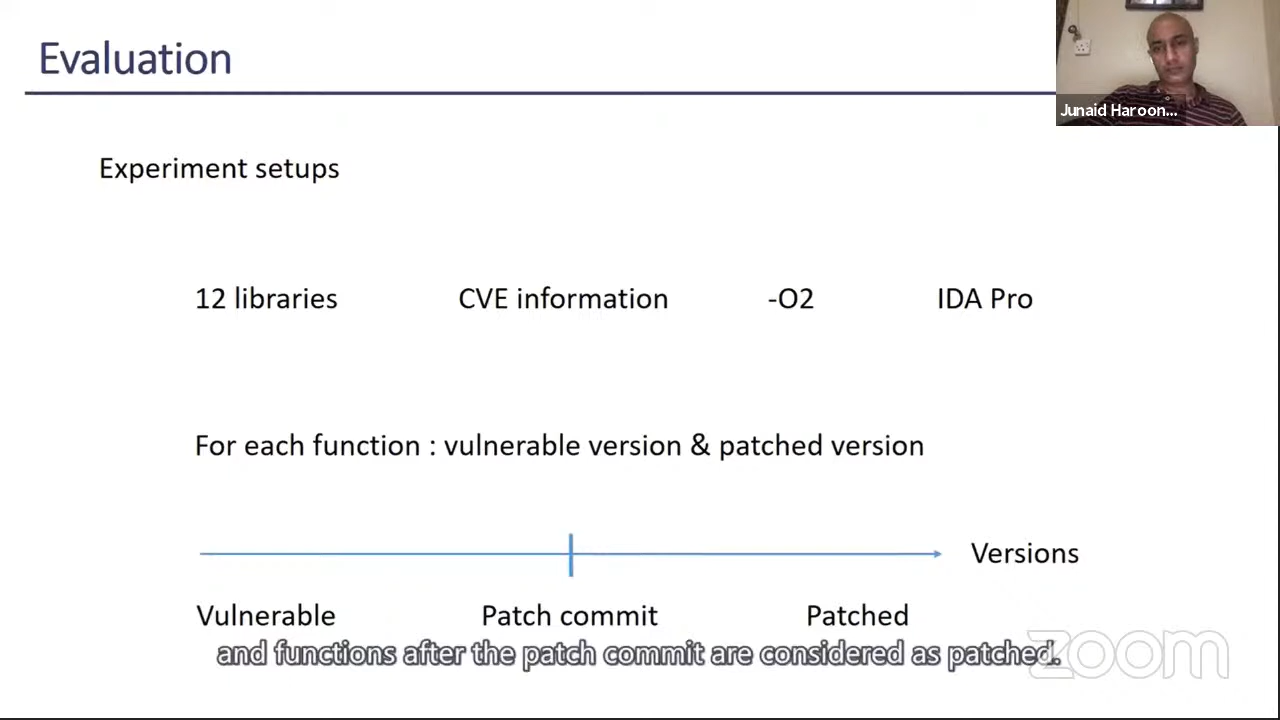 Evaluation
Junaid Haroon...
Experiment setups
12 libraries CVE information -O2 IDA Pro
For each function : vulnerable version & patched version
Versions
Vulnerable Patch commit Patched
and functions after the patch commit are considered as patched.
zoom